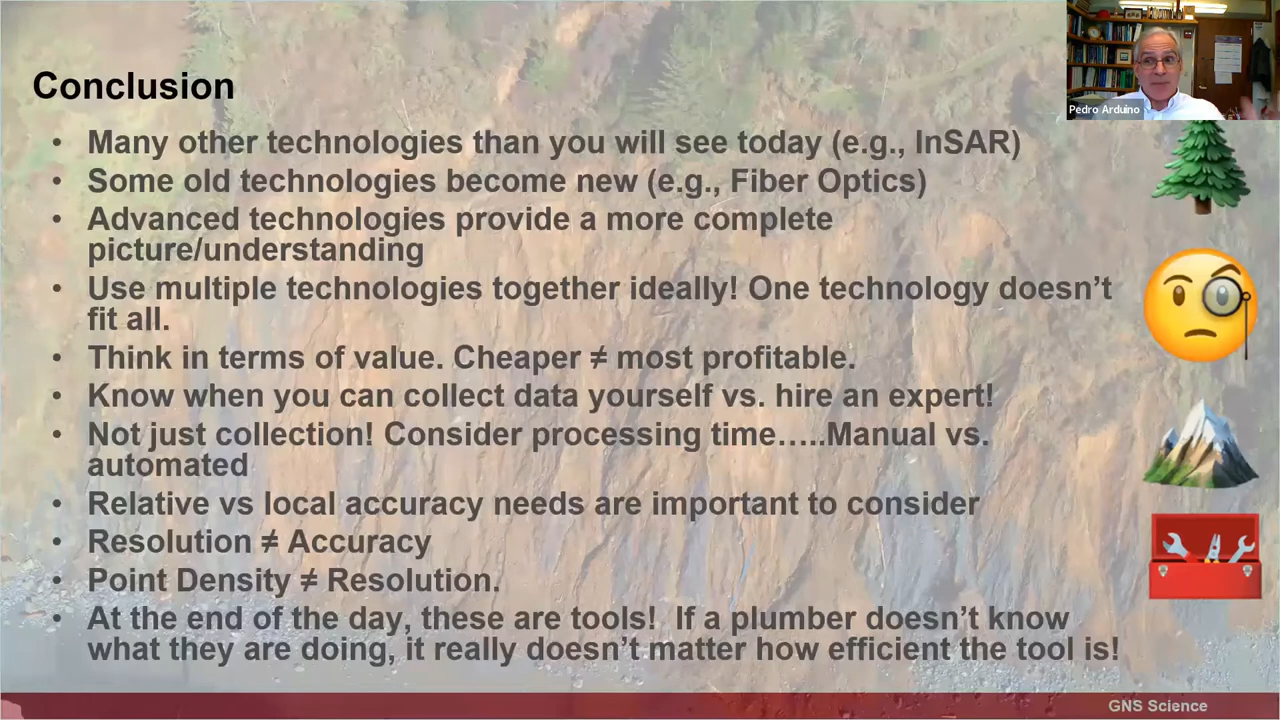 Pedro Arduino
Conclusion
• Many other technologies than you will see today (e.g., InSAR)
• Some old technologies become new (e.g., Fiber Optics)
• Advanced technologies provide a more complete
picture/understanding
• Use multiple technologies together ideally! One technology doesn’t
fit all.
• Think in terms of value. Cheaper ≠ most profitable.
• Know when you can collect data yourself vs. hire an expert!
• Not just collection! Consider processing time…..Manual vs.
automated
• Relative vs local accuracy needs are important to consider
• Resolution ≠ Accuracy
• Point Density ≠ Resolution.
• At the end of the day, these are tools!  If a plumber doesn’t know
what they are doing, it really doesn’t matter how efficient the tool is!
GNS Science